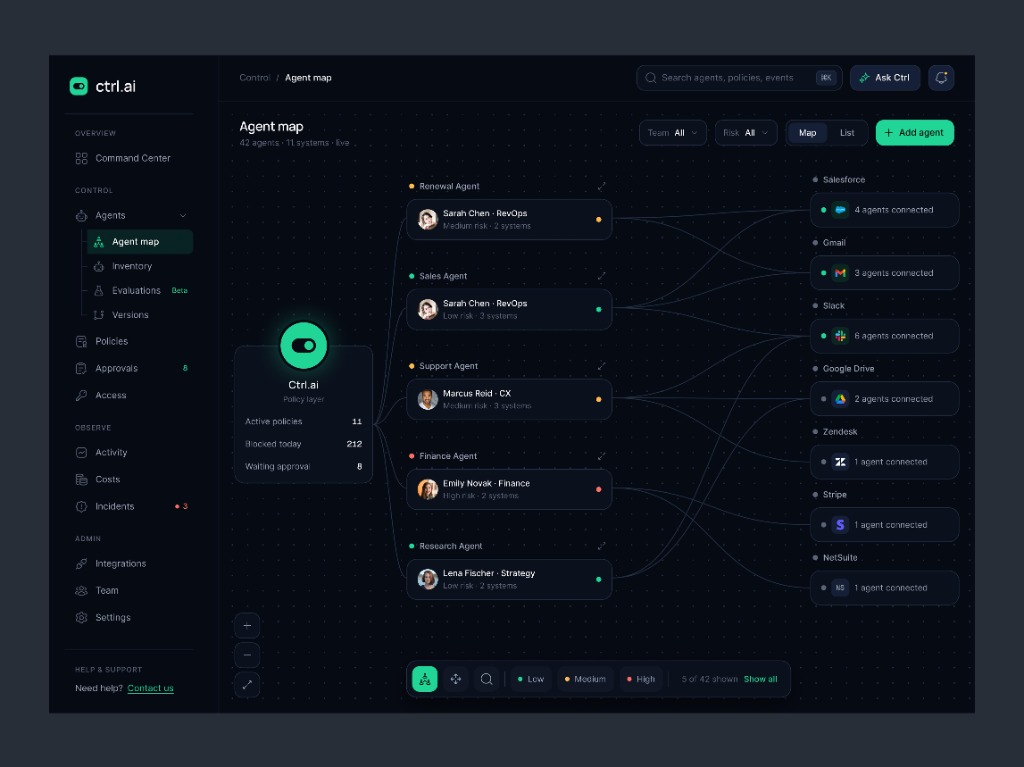 ctrl.ai
OVERVIEW
Command Center
CONTROL
Agents
Agent map
Inventory
Evaluations Beta
Versions
Policies
Approvals 8
Access
OBSERVE
Activity
Costs
Incidents 3
ADMIN
Integrations
Team
Settings
HELP & SUPPORT
Need help? Contact us
Control / Agent map
Search agents, policies, events ⌘K
Ask Ctrl
Agent map
42 agents · 11 systems · live
Team All
Risk All
Map List
+ Add agent
Ctrl.ai
Policy layer
Active policies 11
Blocked today 212
Waiting approval 8
Renewal Agent
Sarah Chen · RevOps
Medium risk · 2 systems
Sales Agent
Sarah Chen · RevOps
Low risk · 3 systems
Support Agent
Marcus Reid · CX
Medium risk · 3 systems
Finance Agent
Emily Novak · Finance
High risk · 2 systems
Research Agent
Lena Fischer · Strategy
Low risk · 2 systems
Salesforce
4 agents connected
Gmail
3 agents connected
Slack
6 agents connected
Google Drive
2 agents connected
Zendesk
1 agent connected
Stripe
1 agent connected
NetSuite
NS 1 agent connected
Low Medium High
5 of 42 shown Show all